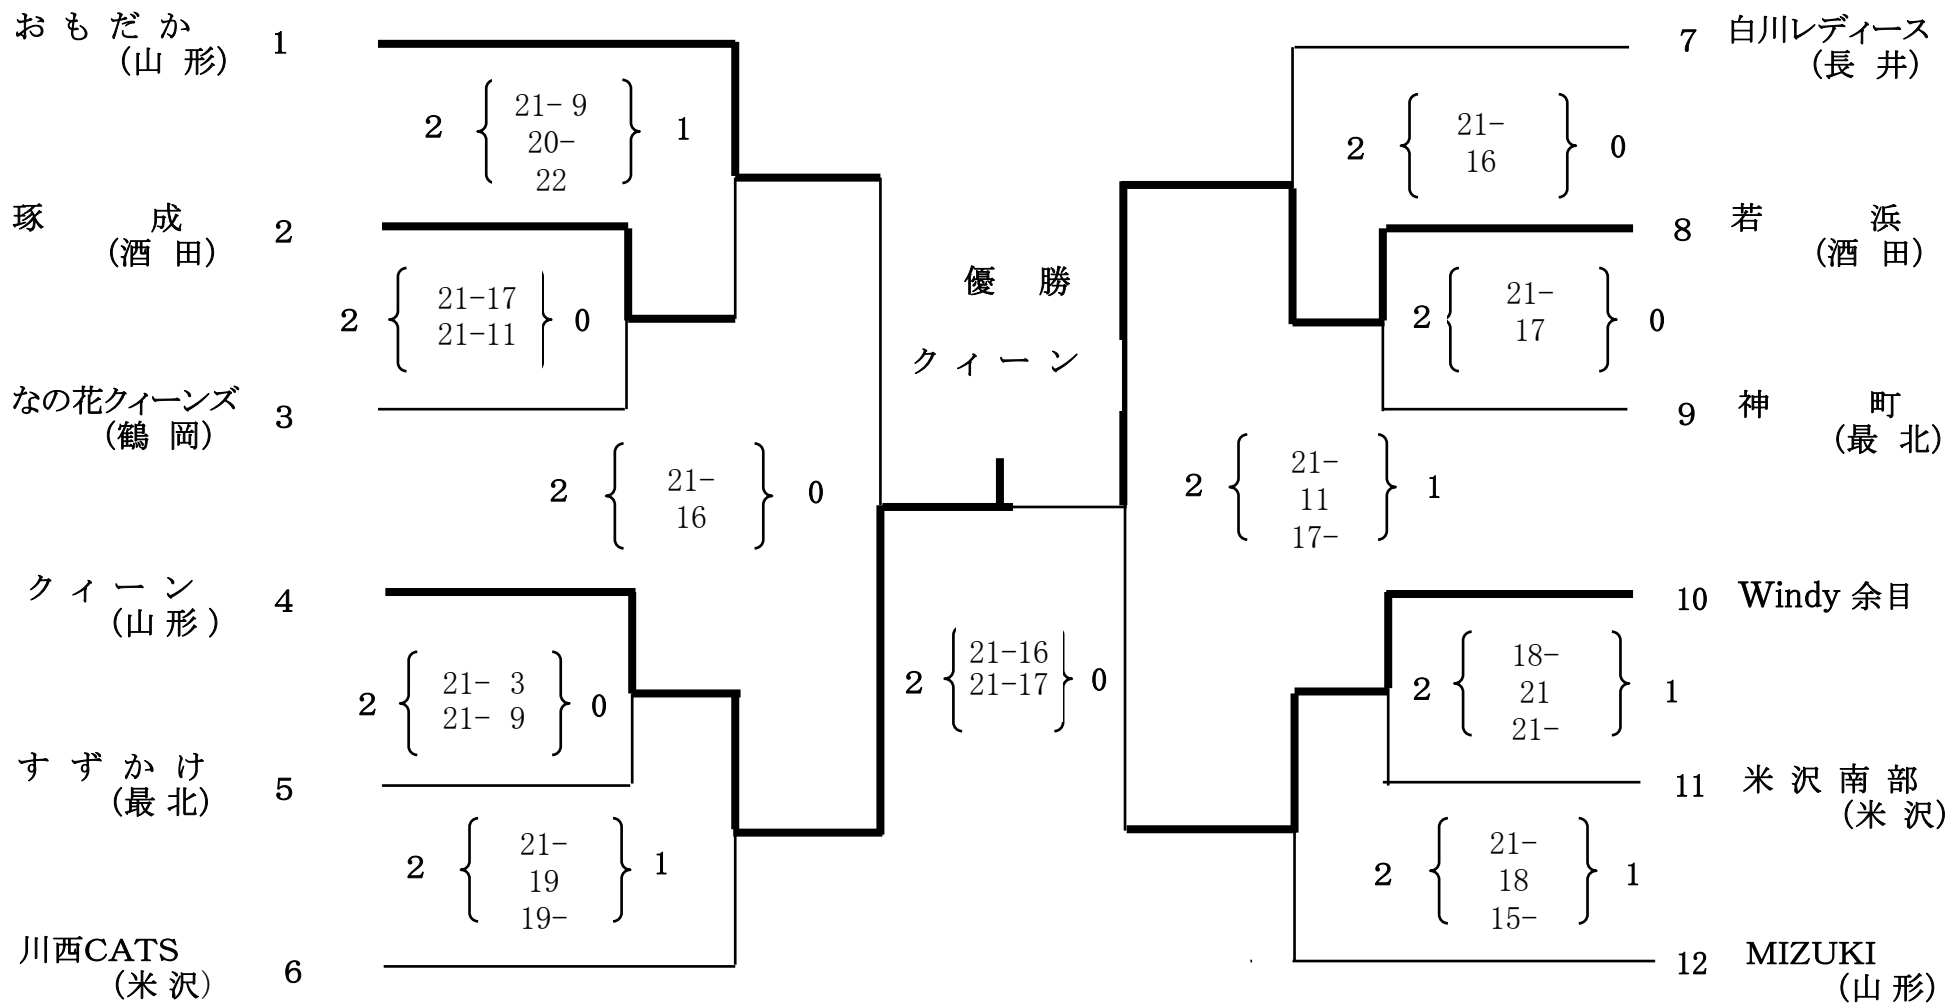 おもだか 1
(山 形)
2 21- 9 1
20-
22
琢 成 2
(酒 田)
2 21-17 0
21-11
なの花クィーンズ 3
(鶴 岡)
2 21- 0
16
クィーン 4
(山 形)
2 21- 3 0
21- 9
すずかけ 5
(最 北)
2 21- 1
19
19-
川西CATS 6
(米 沢)
優 勝
クィーン
2 21-16 0
21-17
7 白川レディース
(長 井)
2 21- 0
16
8 若 浜
(酒 田)
2 21- 0
17
9 神 町
(最 北)
2 21- 1
11
17-
10 Windy 余目
2 18- 1
21
21-
11 米沢南部
(米 沢)
2 21- 1
18
15-
12 MIZUKI
(山 形)